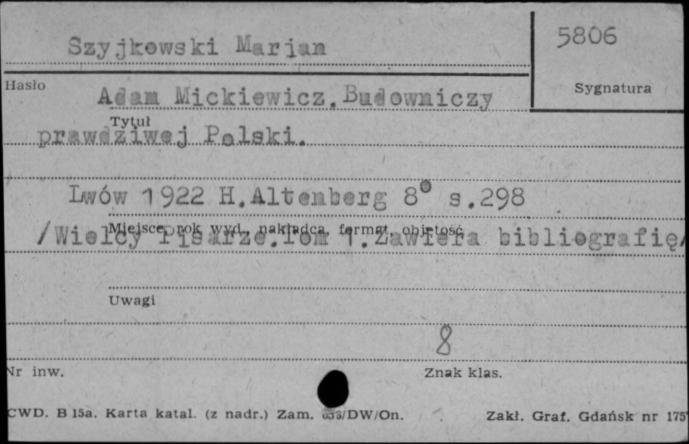 Szyjkowski Marjan
5806
Hasło
Sygnatura
Adam Mickiewicz.Budowniczy
Tytuł
prawdziwej Polski.
Lwów 1922 H.Altenberg 8° s.298
Miejsce, rok wyd., nakładca, format, objętość
/Wielcy Pisarze.Tom 1.Zawiera bibliografię/
Uwagi
8
Nr inw.
Znak klas.
CWD. B 15a. Karta katal. (z nadr.) Zam. /DW/On.
Zakł. Graf. Gdańsk nr 175